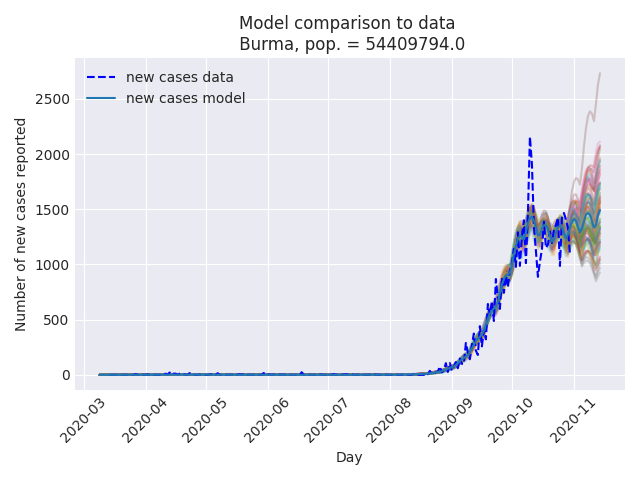 Model comparison to data
Burma, pop. = 54409794.0
new cases data
new cases model
Number of new cases reported
2500
2000
1500
1000
500
0
2020-03
2020-04
2020-05
2020-06
2020-07
2020-08
2020-09
2020-10
2020-11
Day